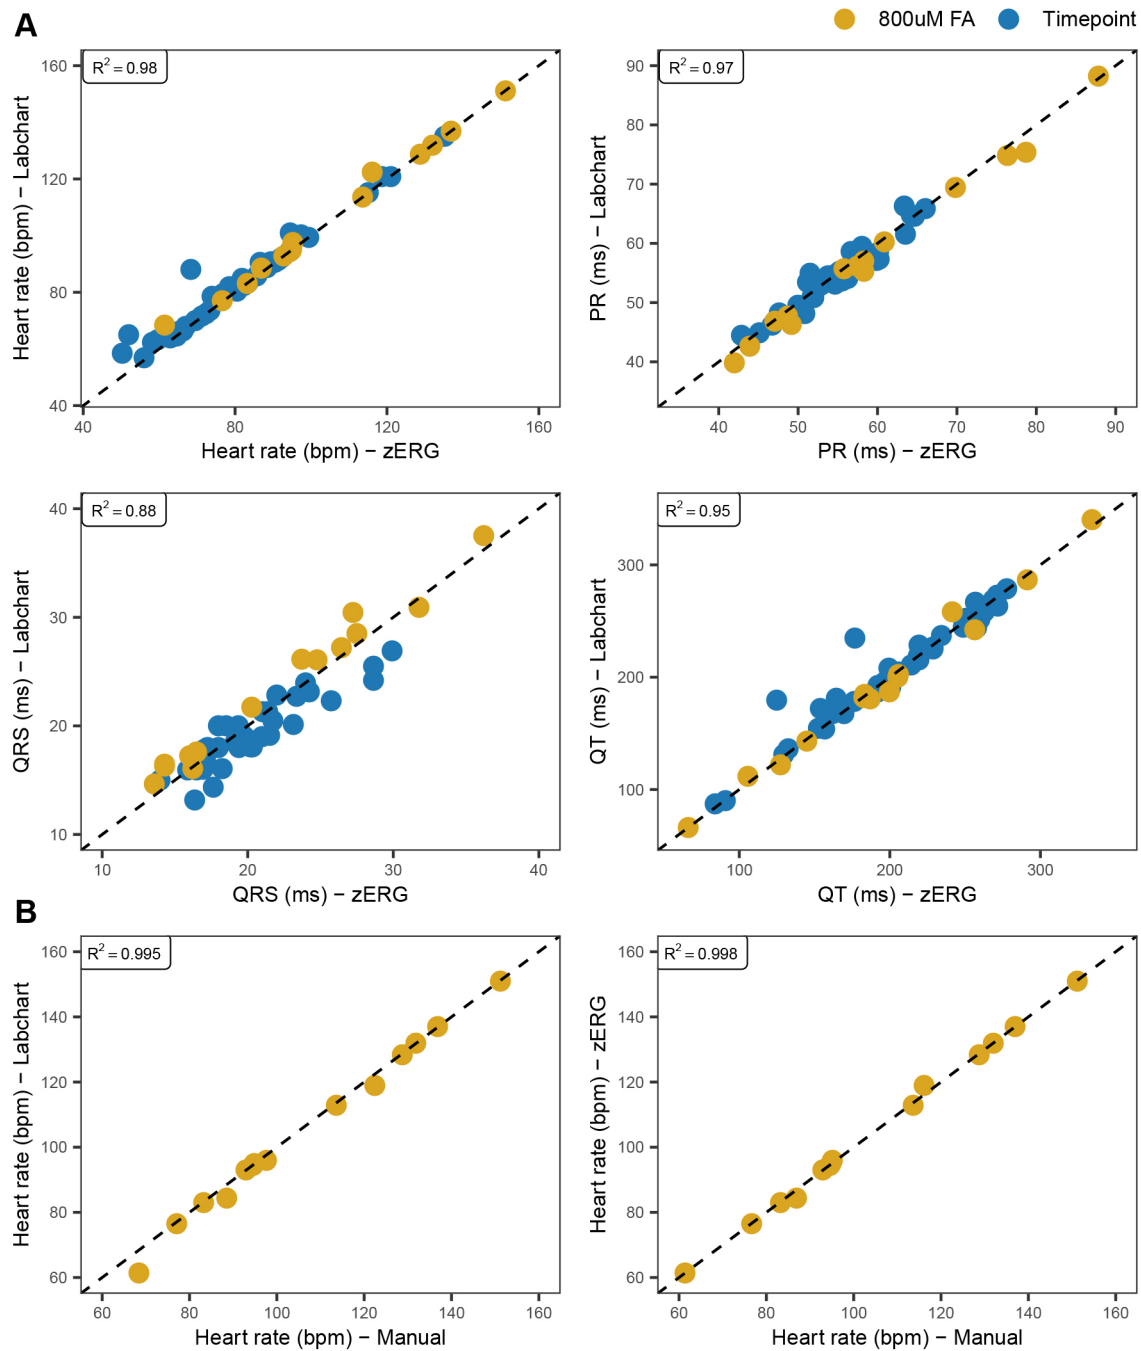 A
800uM FA
Timepoint
R² = 0.98
Heart rate (bpm) − Labchart
160
120
80
40
40
80
120
160
Heart rate (bpm) − zERG
R² = 0.97
PR (ms) − Labchart
90
80
70
60
50
40
40
50
60
70
80
90
PR (ms) − zERG
R² = 0.88
QRS (ms) − Labchart
40
30
20
10
10
20
30
40
QRS (ms) − zERG
R² = 0.95
QT (ms) − Labchart
300
200
100
100
200
300
QT (ms) − zERG
B
R² = 0.995
Heart rate (bpm) − Labchart
160
140
120
100
80
60
60
80
100
120
140
160
Heart rate (bpm) − Manual
R² = 0.998
Heart rate (bpm) − zERG
160
140
120
100
80
60
60
80
100
120
140
160
Heart rate (bpm) − Manual